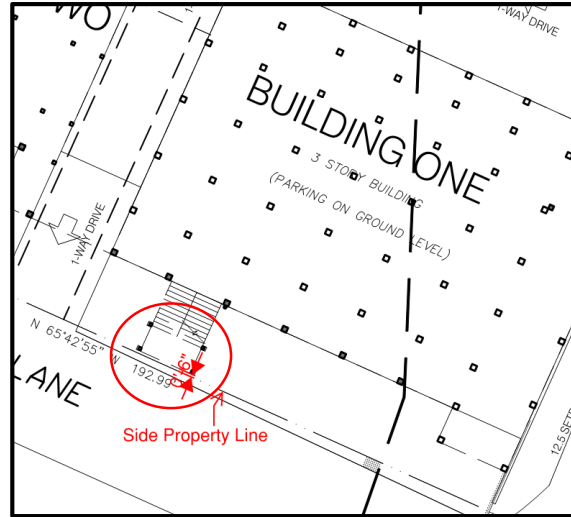 WO
1-WAY DRIVE
BUILDING ONE
3 STORY BUILDING
(PARKING ON GROUND LEVEL)
1-WAY DRIVE
N 65°42'55" W 192.99'
0'-6"
LANE
Side Property Line
12.5 SETB